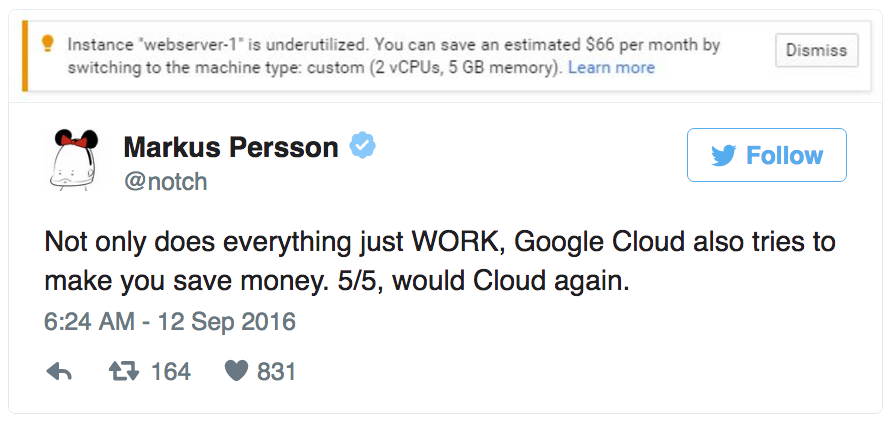 Instance "webserver-1" is underutilized. You can save an estimated $66 per month by
switching to the machine type: custom (2 vCPUs, 5 GB memory). Learn more
Dismiss
Markus Persson
@notch
Follow
Not only does everything just WORK, Google Cloud also tries to
make you save money. 5/5, would Cloud again.
6:24 AM - 12 Sep 2016
164 831